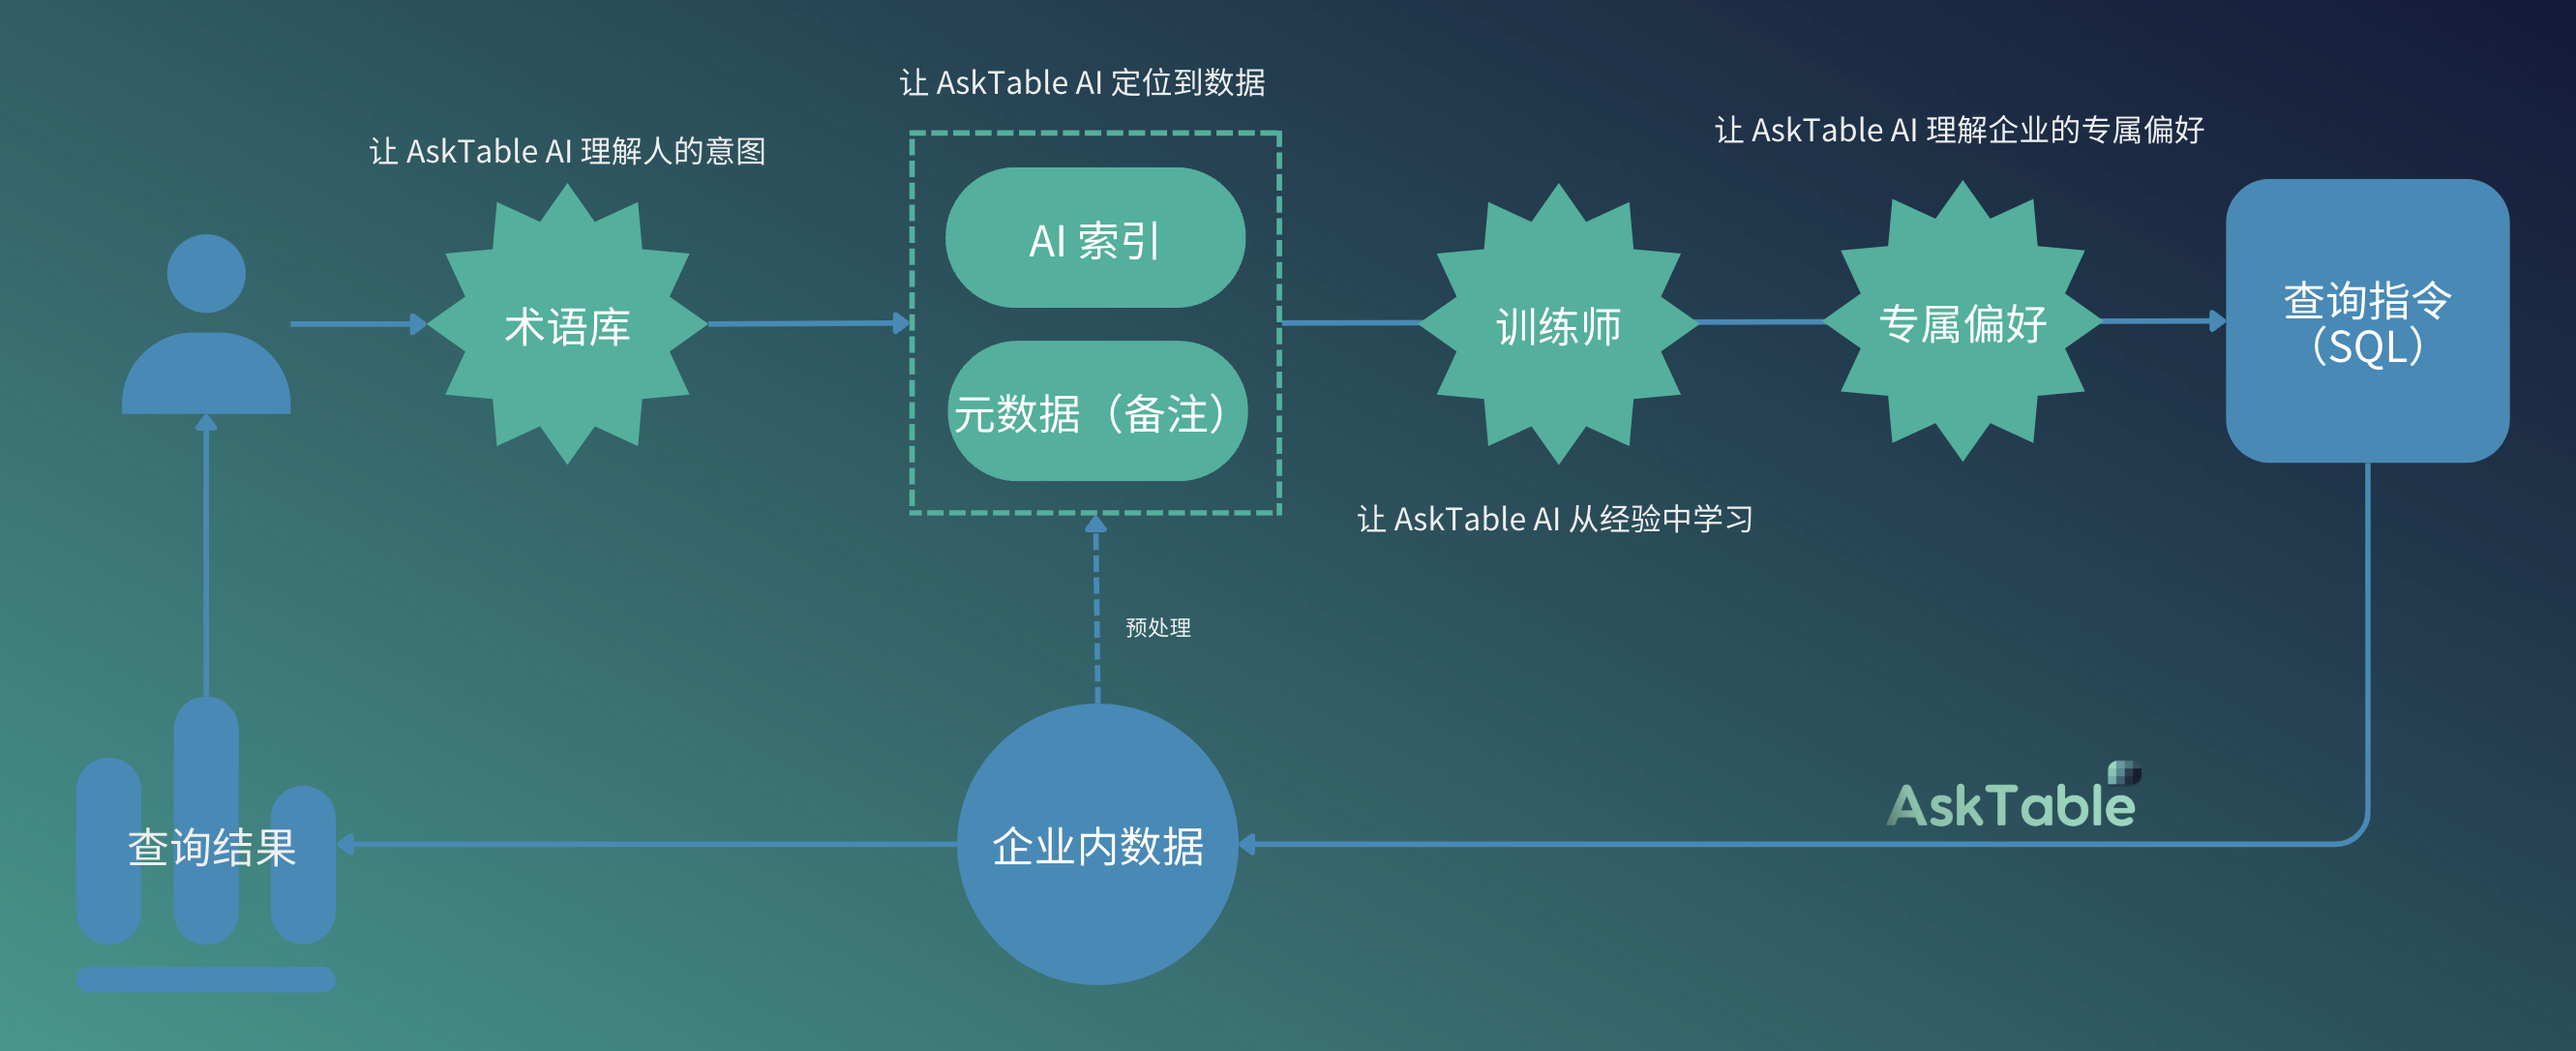 让 AskTable AI 定位到数据
让 AskTable AI 理解企业的专属偏好
让 AskTable AI 理解人的意图
AI 索引
术语库
训练师
专属偏好
查询指令
（SQL）
元数据（备注）
让 AskTable AI 从经验中学习
预处理
AskTable
查询结果
企业内数据